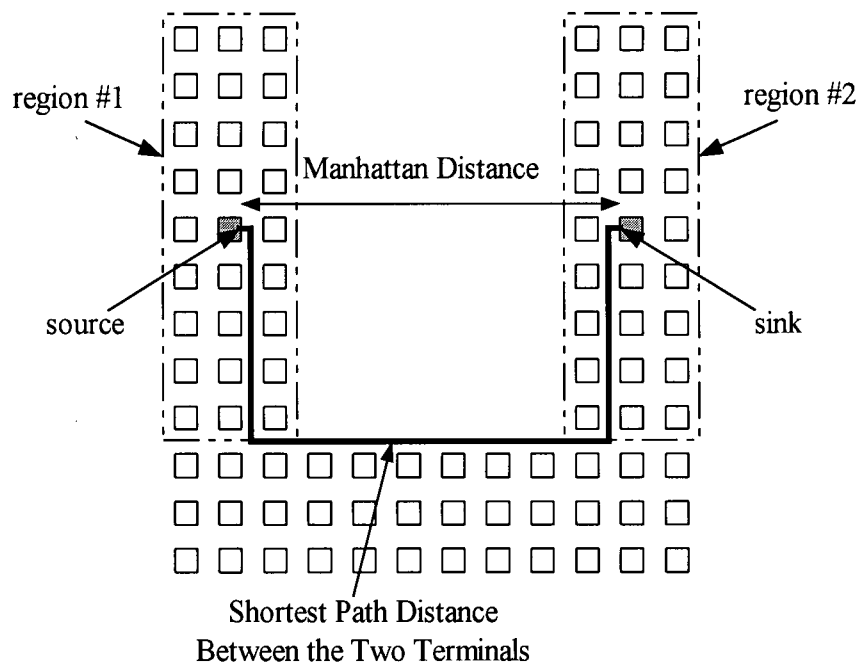 region #1
region #2
Manhattan Distance
source
sink
Shortest Path Distance
Between the Two Terminals